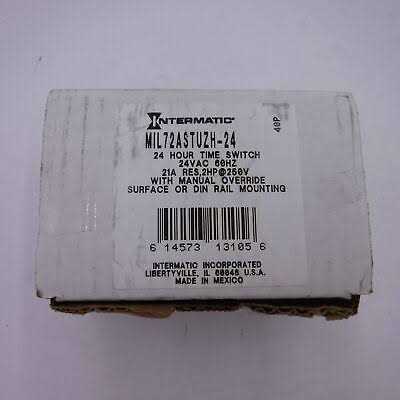 INTERMATIC®
MIL72ASTUZH-24
24 HOUR TIME SWITCH
24VAC 60HZ
21A RES,2HP@250V
WITH MANUAL OVERRIDE
SURFACE OR DIN RAIL MOUNTING
40P
6 14573 13105 6
INTERMATIC INCORPORATED
LIBERTYVILLE, IL 60048 U.S.A.
MADE IN MEXICO